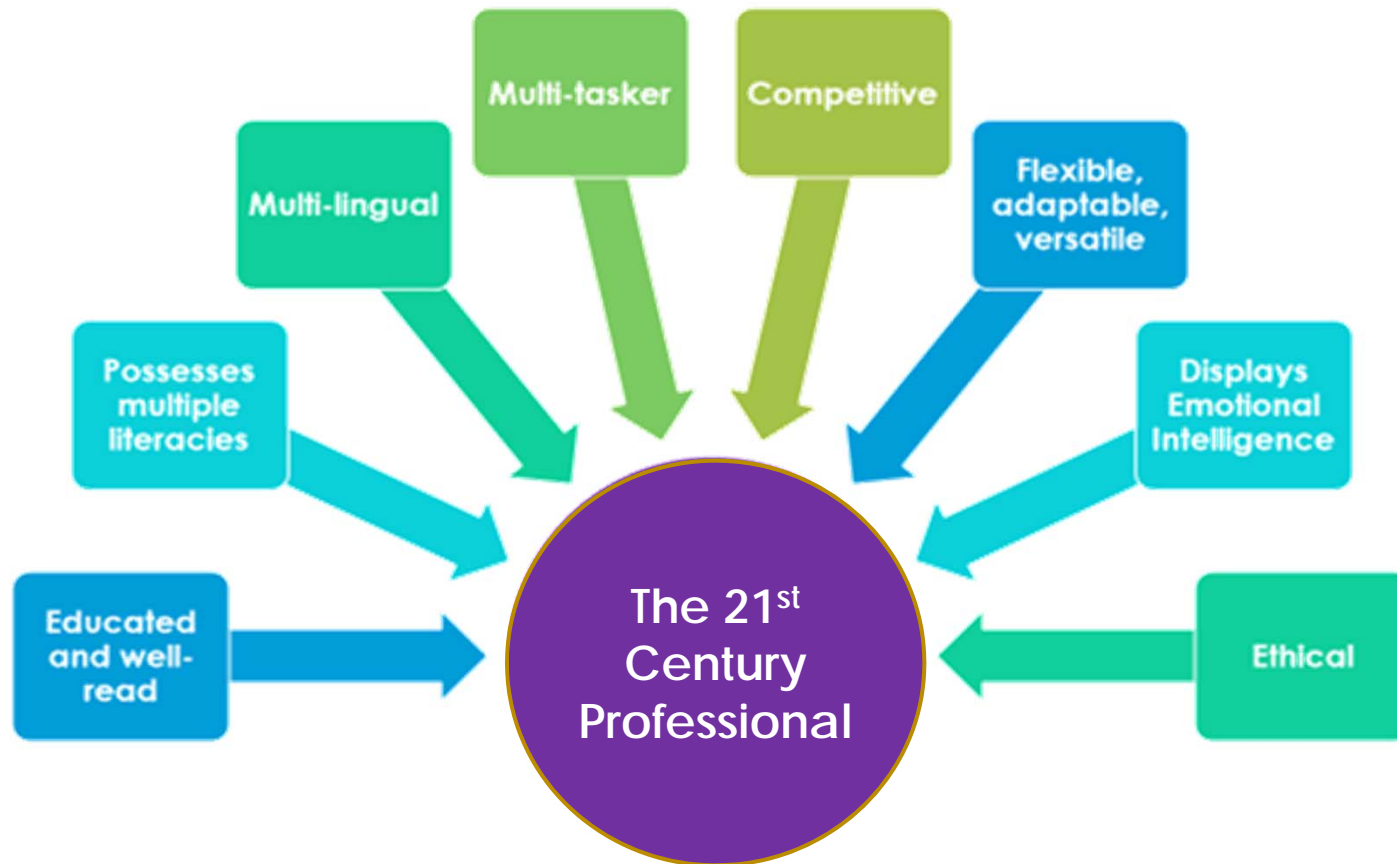 Educated
and well-
read
Possesses
multiple
literacies
Multi-lingual
Multi-tasker
Competitive
Flexible,
adaptable,
versatile
Displays
Emotional
Intelligence
Ethical
The 21st
Century
Professional